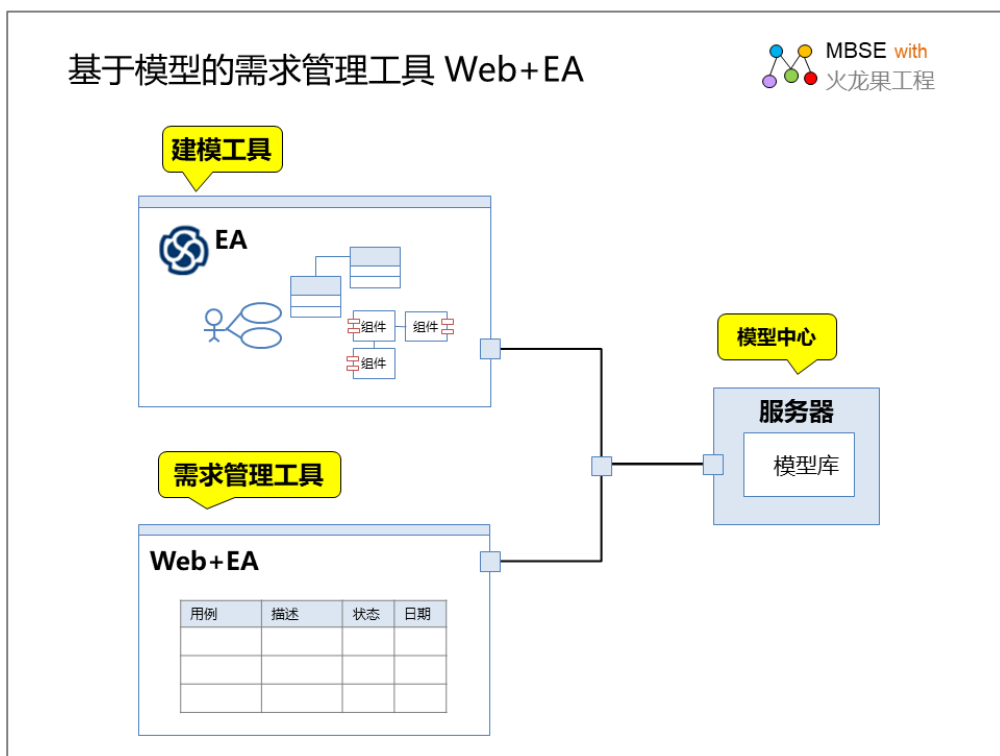 基于模型的需求管理工具 Web+EA
MBSE with
火龙果工程
建模工具
EA
组件
组件
组件
模型中心
服务器
模型库
需求管理工具
Web+EA
用例 描述 状态 日期